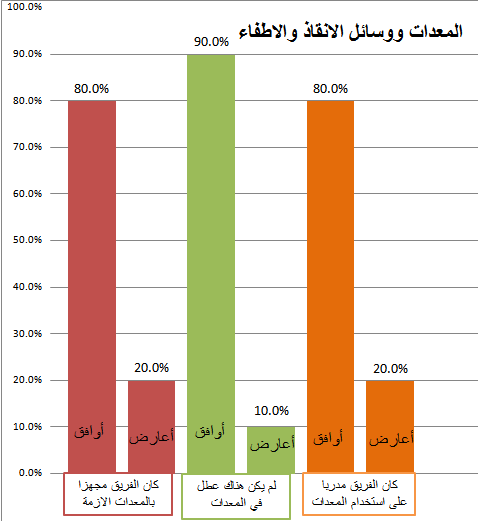 المعدات ووسائل الانقاذ والاطفاء
100.0%
90.0%
80.0%
70.0%
60.0%
50.0%
40.0%
30.0%
20.0%
10.0%
0.0%
80.0%
20.0%
90.0%
10.0%
80.0%
20.0%
أوافق
أعارض
أوافق
أعارض
أوافق
أعارض
كان الفريق مجهزا
بالمعدات الازمة
لم يكن هناك عطل
في المعدات
كان الفريق مدربا
على استخدام المعدات